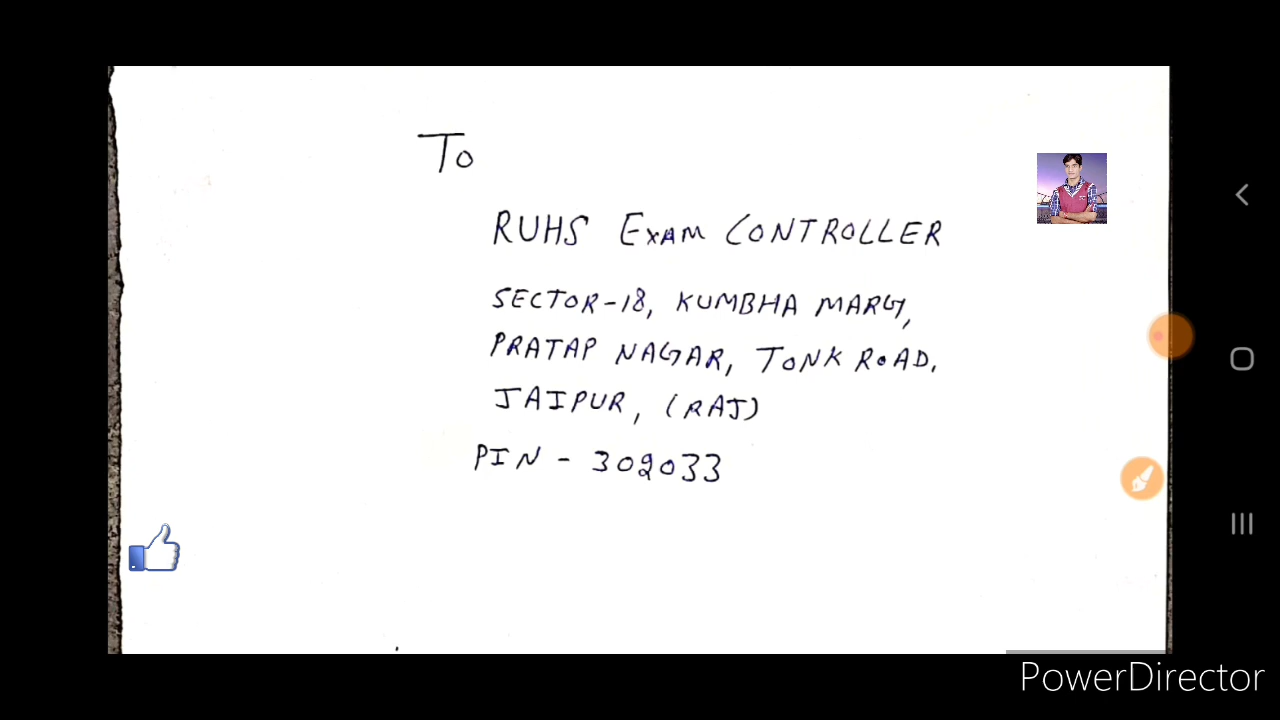 To
RUHS EXAM CONTROLLER
SECTOR-18, KUMBHA MARG,
PRATAP NAGAR, TONK ROAD.
JAIPUR, (RAJ)
PIN - 302033
PowerDirector